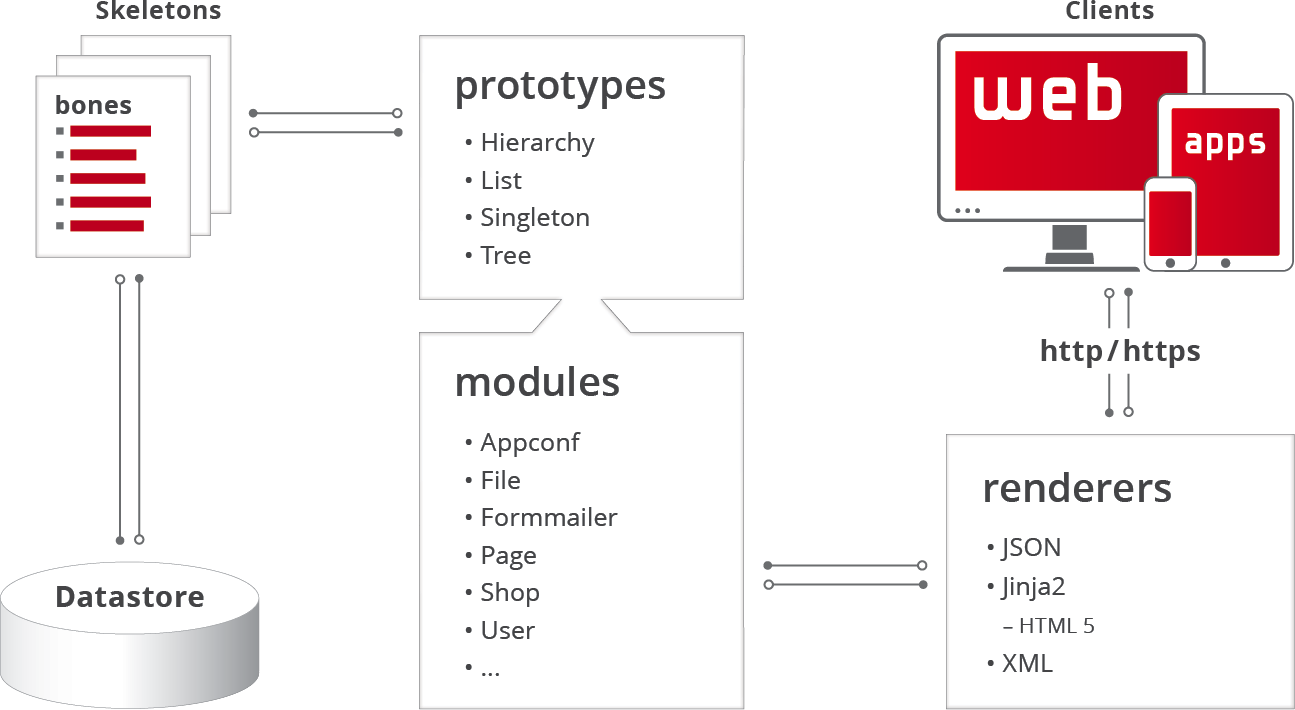 Skeletons
bones
prototypes
• Hierarchy
• List
• Singleton
• Tree
modules
• Appconf
• File
• Formmailer
• Page
• Shop
• User
• ...
Datastore
Clients
web
apps
http/https
renderers
• JSON
• Jinja2
– HTML 5
• XML